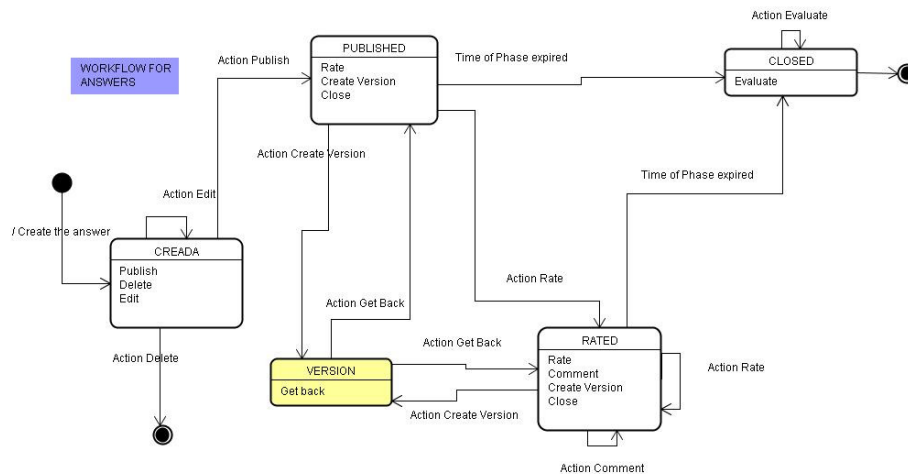 Action Evaluate
PUBLISHED
Rate
Create Version
Close
Action Publish
Time of Phase expired
CLOSED
Evaluate
WORKFLOW FOR
ANSWERS
Action Create Version
Time of Phase expired
Action Edit
/ Create the answer
CREADA
Publish
Delete
Edit
Action Rate
Action Get Back
Action Delete
VERSION
Get back
Action Get Back
Action Create Version
RATED
Rate
Comment
Create Version
Close
Action Rate
Action Comment